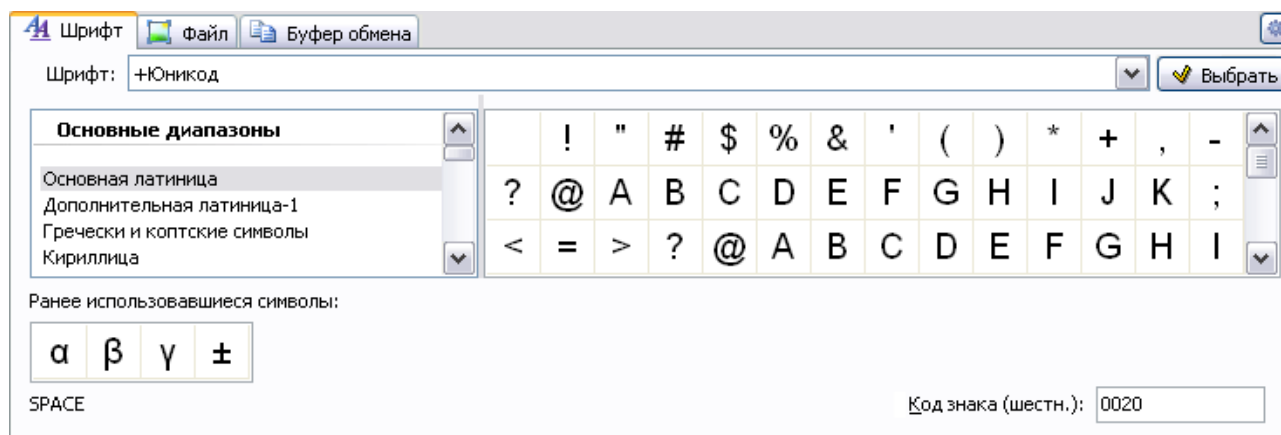 Шрифт Файл Буфер обмена
Шрифт: +Юникод Выбрать
Основные диапазоны
Основная латиница
Дополнительная латиница-1
Гречески и коптские символы
Кириллица
! " # $ % & ' ( ) * + , -
? @ A B C D E F G H I J K ;
< = > ? @ A B C D E F G H I
Ранее использовавшиеся символы:
α β γ ±
SPACE Код знака (шестн.): 0020